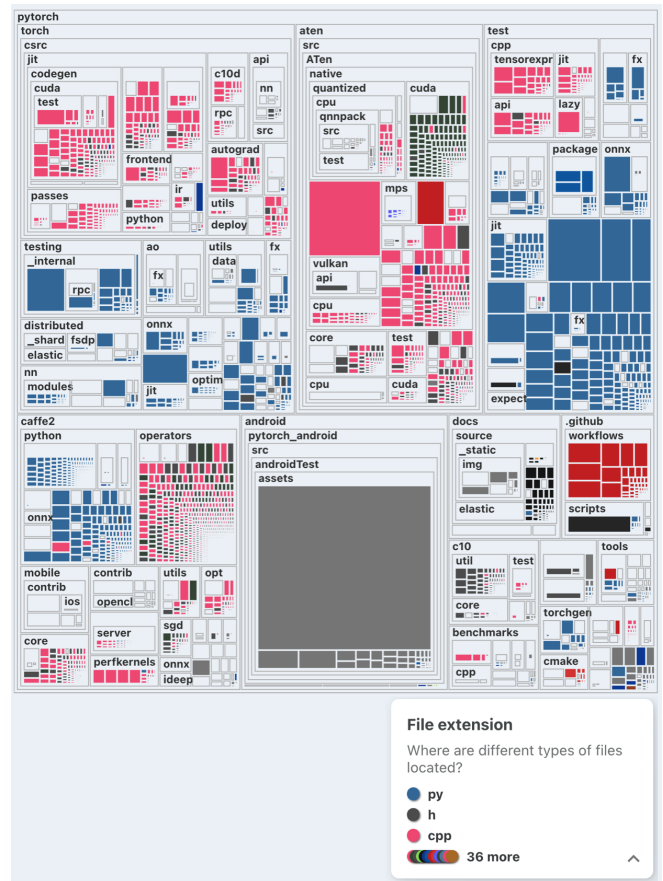 pytorch
torch
csrc
jit
codegen
cuda
test
frontend
ir
passes
python
c10d
rpc
api
nn
src
autograd
utils
deploy
testing
_internal
rpc
ao
fx
utils
data
fx
distributed
_shard
fsdp
elastic
onnx
jit
optim
nn
modules
aten
src
ATen
native
quantized
cpu
qnnpack
src
test
cuda
mps
vulkan
api
cpu
core
cpu
test
cuda
test
cpp
tensorexpr
jit
api
lazy
fx
package
onnx
jit
fx
expect
caffe2
python
onnx
operators
mobile
contrib
ios
contrib
opencl
server
perfkernels
core
utils
opt
sgd
onnx
ideep
android
pytorch_android
src
androidTest
assets
docs
source
_static
img
elastic
.github
workflows
scripts
c10
util
test
core
benchmarks
cpp
tools
torchgen
cmake
File extension
Where are different types of files
located?
py
h
cpp
36 more